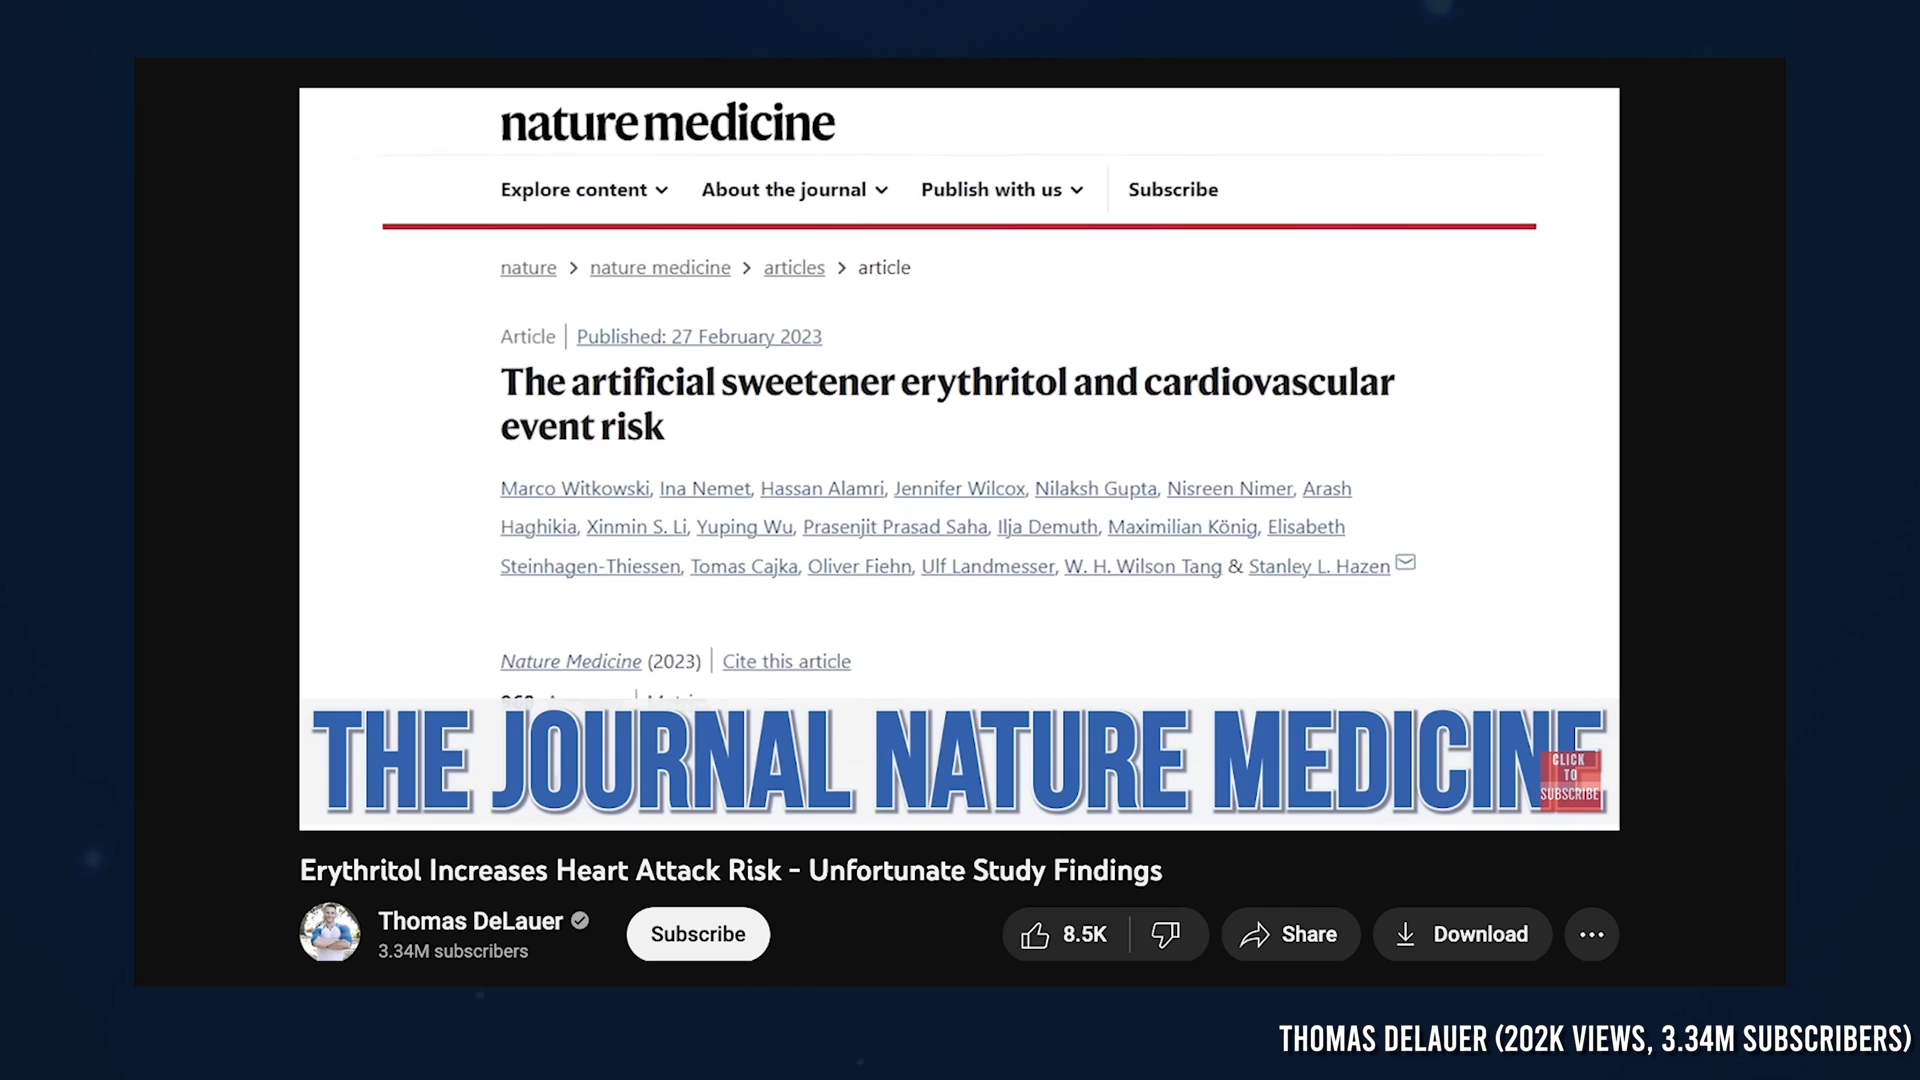 nature medicine
Explore content
About the journal
Publish with us
Subscribe
nature > nature medicine > articles > article
Article | Published: 27 February 2023
The artificial sweetener erythritol and cardiovascular
event risk
Marco Witkowski, Ina Nemet, Hassan Alamri, Jennifer Wilcox, Nilaksh Gupta, Nisreen Nimer, Arash
Haghikia, Xinmin S. Li, Yuping Wu, Prasenjit Prasad Saha, Ilja Demuth, Maximilian König, Elisabeth
Steinhagen-Thiessen, Tomas Cajka, Oliver Fiehn, Ulf Landmesser, W. H. Wilson Tang & Stanley L. Hazen
Nature Medicine (2023) | Cite this article
THE JOURNAL NATURE MEDICINE
CLICK
TO
SUBSCRIBE
Erythritol Increases Heart Attack Risk - Unfortunate Study Findings
Thomas DeLauer
3.34M subscribers
Subscribe
8.5K
Share
Download
THOMAS DELAUER (202K VIEWS, 3.34M SUBSCRIBERS)